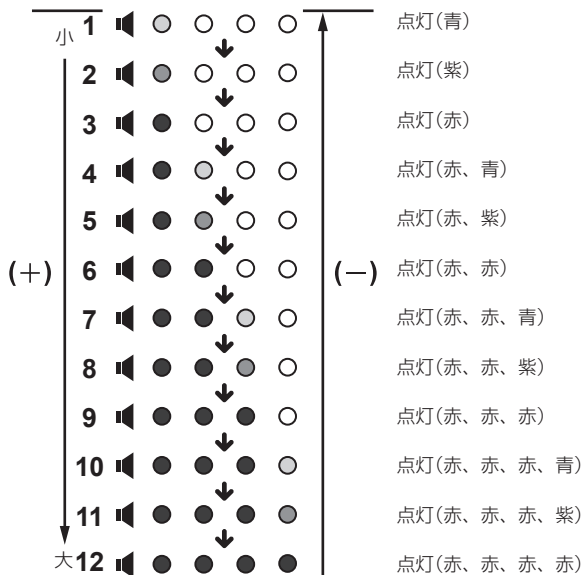 小 1 点灯(青)
2 点灯(紫)
3 点灯(赤)
4 点灯(赤、青)
5 点灯(赤、紫)
(+) 6 (−) 点灯(赤、赤)
7 点灯(赤、赤、青)
8 点灯(赤、赤、紫)
9 点灯(赤、赤、赤)
10 点灯(赤、赤、赤、青)
11 点灯(赤、赤、赤、紫)
大 12 点灯(赤、赤、赤、赤)